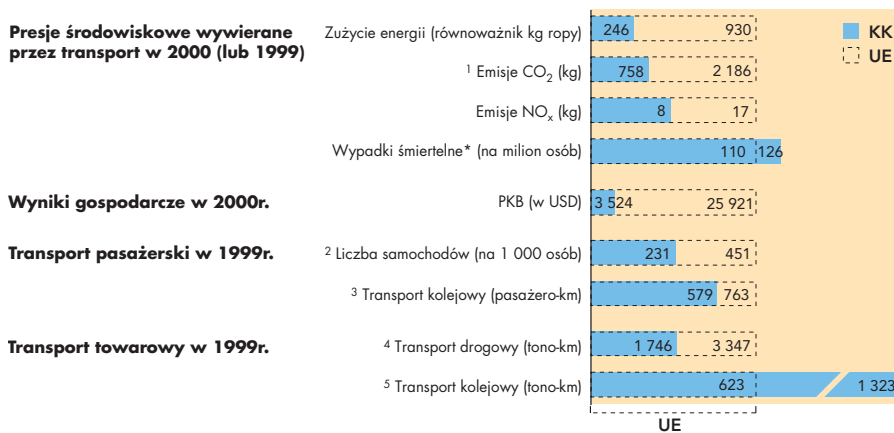 Presje środowiskowe wywierane
przez transport w 2000 (lub 1999)
Zużycie energii (równoważnik kg ropy) 246 930
¹ Emisje CO₂ (kg) 758 2 186
Emisje NOₓ (kg) 8 17
Wypadki śmiertelne* (na milion osób) 110 126
KK
UE
Wyniki gospodarcze w 2000r. PKB (w USD) 3 524 25 921
Transport pasażerski w 1999r. ² Liczba samochodów (na 1 000 osób) 231 451
³ Transport kolejowy (pasażero-km) 579 763
Transport towarowy w 1999r. ⁴ Transport drogowy (tono-km) 1 746 3 347
⁵ Transport kolejowy (tono-km) 623 1 323
UE